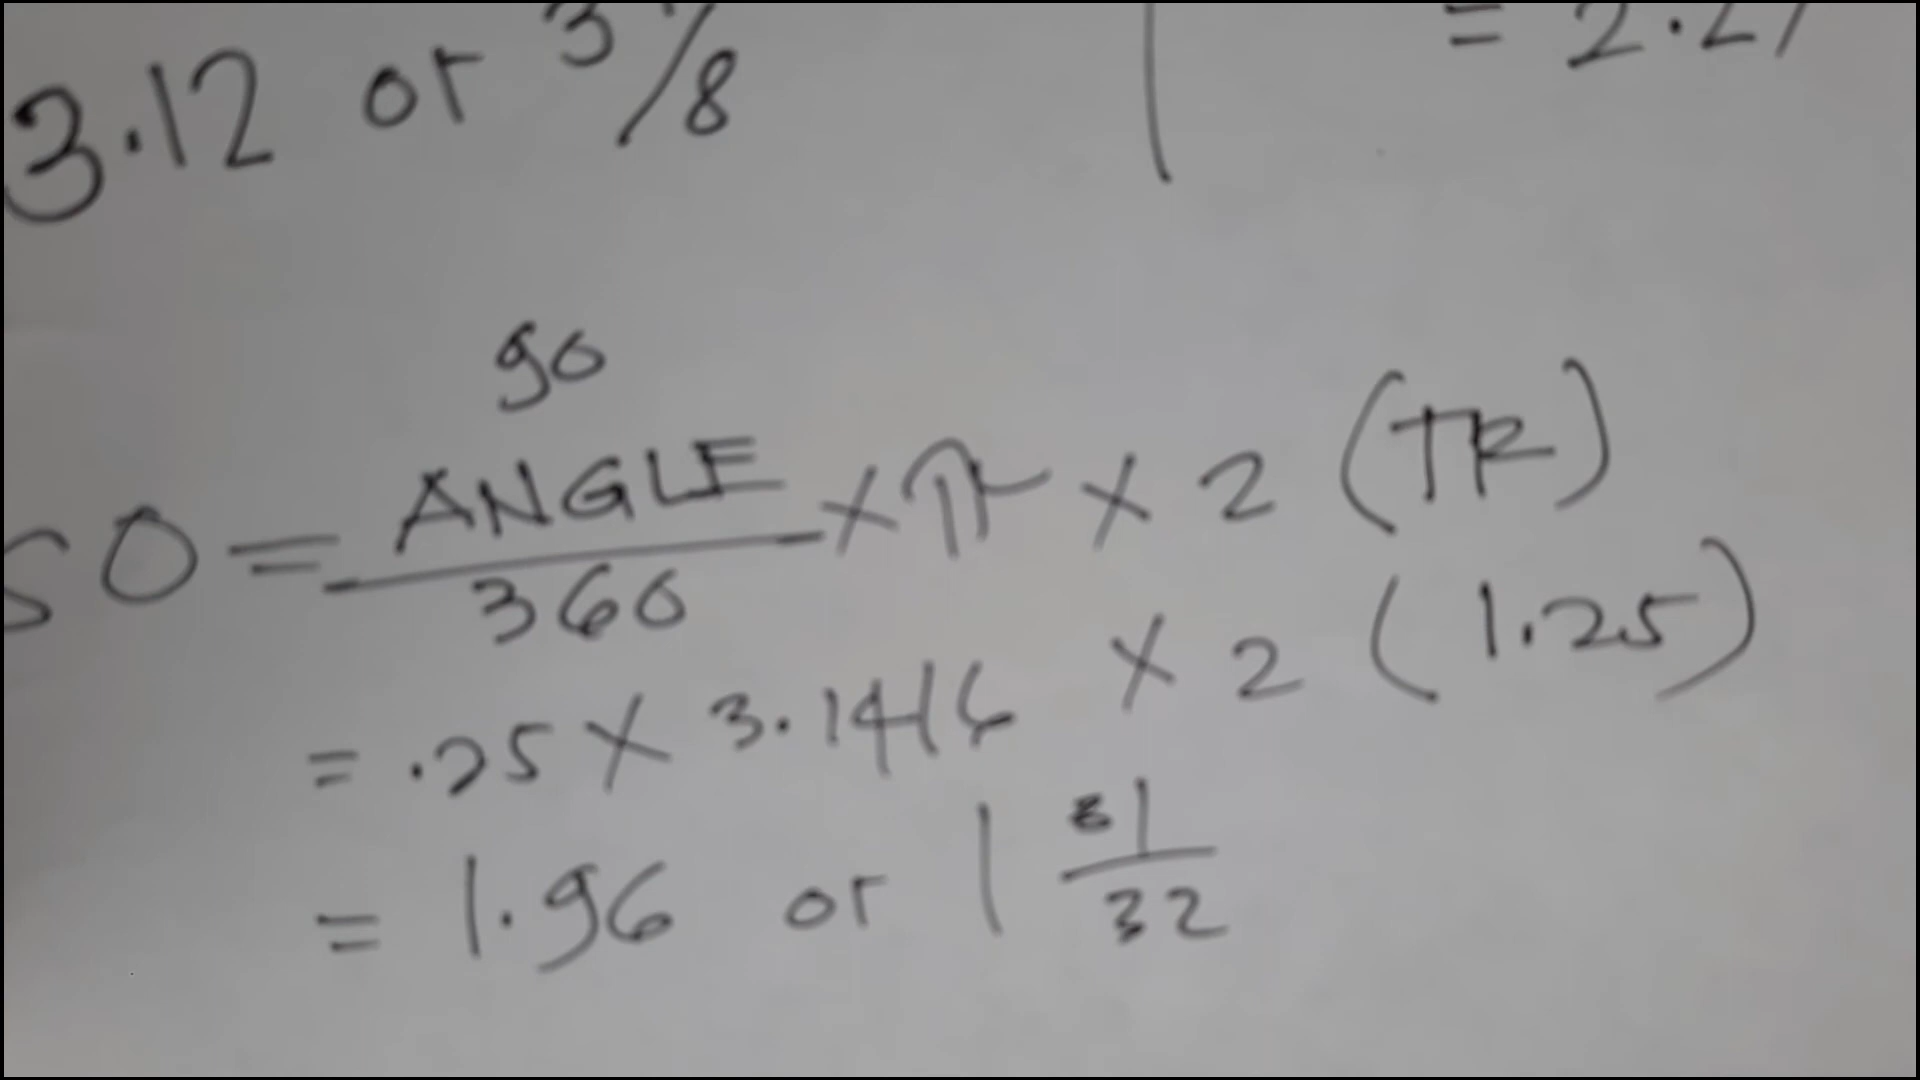 3.12 or 3 /8
= 2.27
90
SO = ANGLE/360 × π × 2 (TR)
= .25 × 3.1416 × 2 (1.25)
= 1.96 or 1 31/32